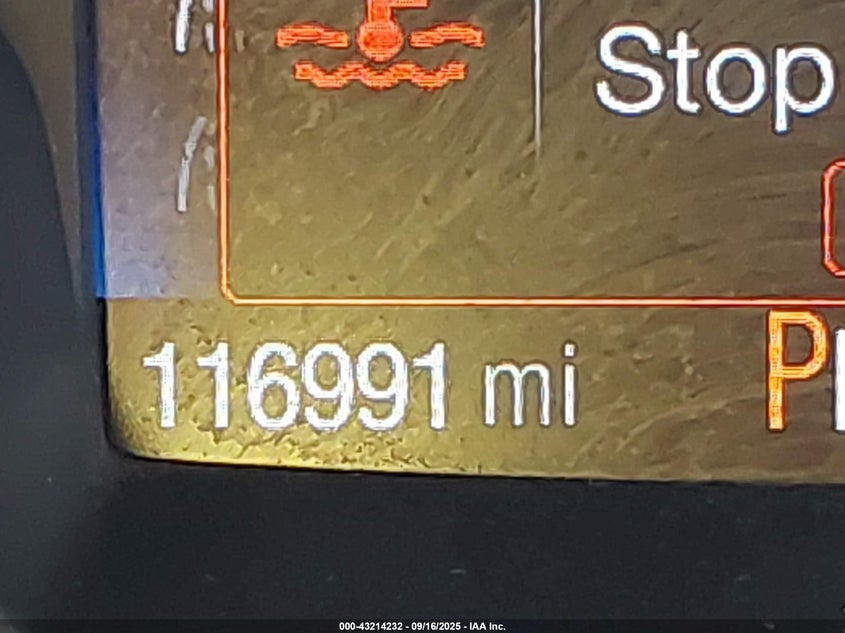 Stop
116991 mi
P
000-43214232 - 09/16/2025 - IAA Inc.